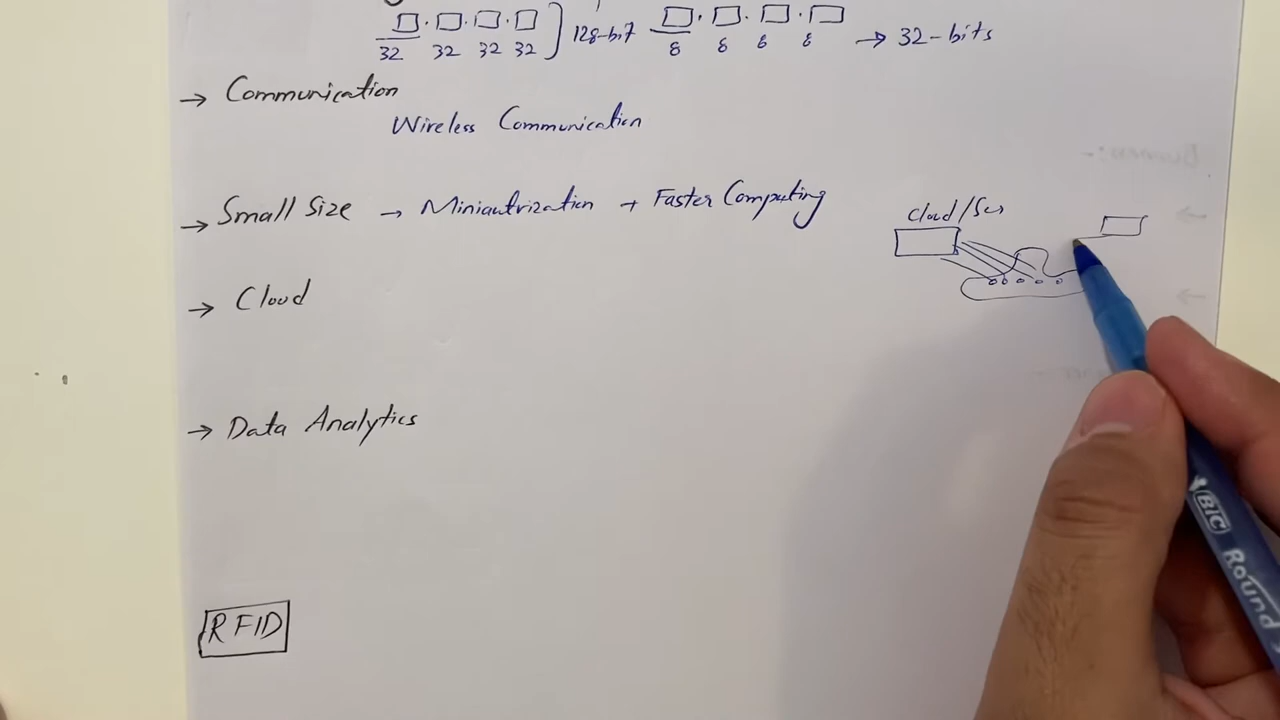 32 32 32 32 128-bit 8 8 8 8 → 32-bits
→ Communication
Wireless Communication
→ Small Size → Miniautrization + Faster Computing
Cloud/Ser
→ Cloud
→ Data Analytics
RFID
BIC Round